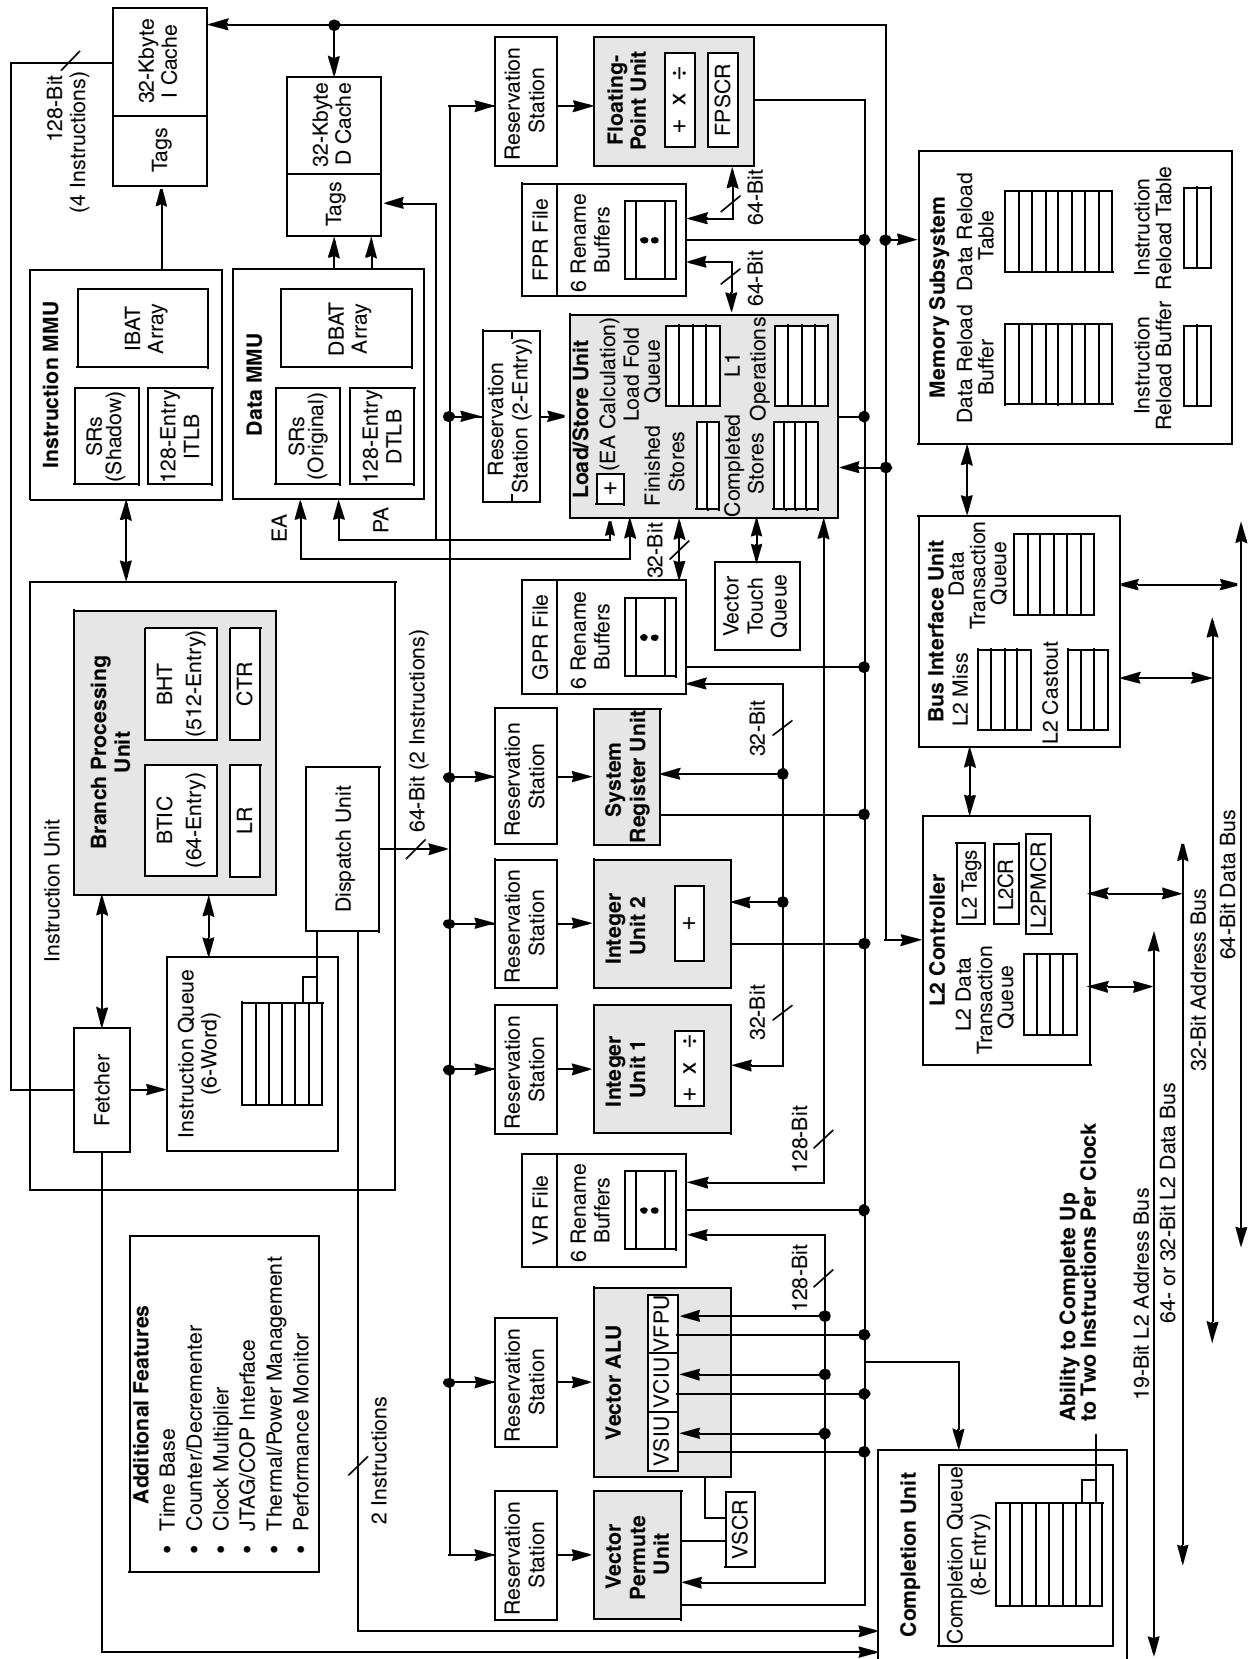 Additional Features
• Time Base
• Counter/Decrementer
• Clock Multiplier
• JTAG/COP Interface
• Thermal/Power Management
• Performance Monitor
Instruction Unit
Fetcher
Branch Processing
Unit
BTIC
(64-Entry)
BHT
(512-Entry)
LR
CTR
Instruction Queue
(6-Word)
Dispatch Unit
2 Instructions
64-Bit (2 Instructions)
128-Bit
(4 Instructions)
Instruction MMU
SRs
(Shadow)
128-Entry
ITLB
IBAT
Array
Tags
32-Kbyte
I Cache
Data MMU
SRs
(Original)
128-Entry
DTLB
DBAT
Array
Tags
32-Kbyte
D Cache
EA
PA
Reservation
Station
Reservation
Station
Reservation
Station
Reservation
Station
Reservation
Station
Reservation
Station (2-Entry)
Reservation
Station
VR File
6 Rename
Buffers
GPR File
6 Rename
Buffers
FPR File
6 Rename
Buffers
Vector
Permute
Unit
Vector ALU
VSIU
VCIU
VFPU
VSCR
Integer
Unit 1
+ x ÷
Integer
Unit 2
+
System
Register Unit
Load/Store Unit
+
(EA Calculation)
Load Fold
Queue
Finished
Stores
L1
Operations
Completed
Stores
Vector
Touch
Queue
Floating-
Point Unit
+ x ÷
FPSCR
128-Bit
128-Bit
32-Bit
32-Bit
32-Bit
64-Bit
64-Bit
Completion Unit
Completion Queue
(8-Entry)
Ability to Complete Up
to Two Instructions Per Clock
L2 Controller
L2 Data
Transaction
Queue
L2 Tags
L2CR
L2PMCR
Bus Interface Unit
L2 Miss
Data
Transaction
Queue
L2 Castout
Memory Subsystem
Data Reload
Buffer
Data Reload
Table
Instruction
Reload Buffer
Instruction
Reload Table
19-Bit L2 Address Bus
64- or 32-Bit L2 Data Bus
32-Bit Address Bus
64-Bit Data Bus